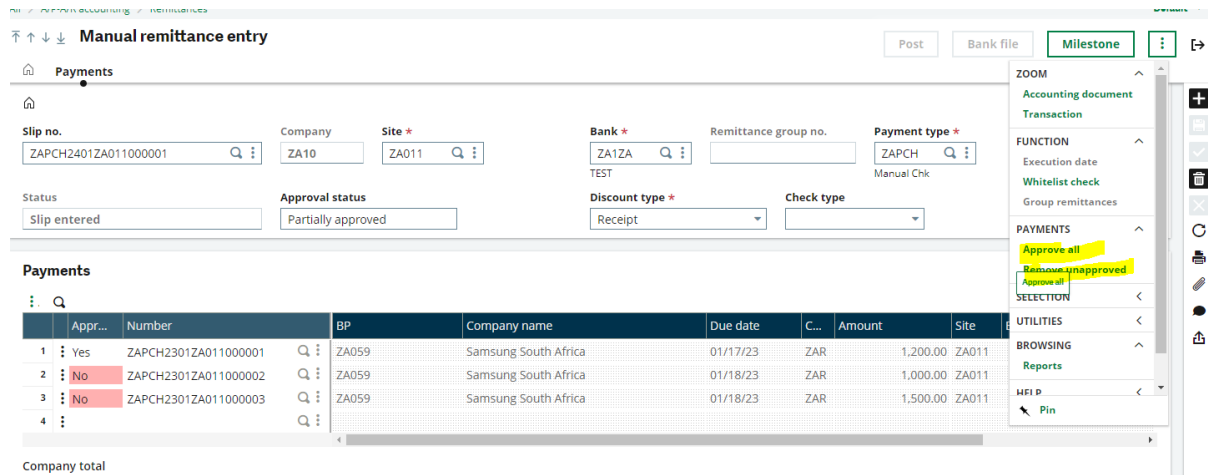 All > A/P-A/R accounting > Remittances
Default
Manual remittance entry
Post
Bank file
Milestone
Payments
Slip no.
Company
Site *
Bank *
Remittance group no.
Payment type *
ZAPCH2401ZA011000001
ZA10
ZA011
ZA1ZA
ZAPCH
TEST
Manual Chk
Status
Approval status
Discount type *
Check type
Slip entered
Partially approved
Receipt
ZOOM
Accounting document
Transaction
FUNCTION
Execution date
Whitelist check
Group remittances
PAYMENTS
Approve all
Remove unapproved
Approve all
SELECTION
UTILITIES
BROWSING
Reports
HELP
Pin
Payments
Appr... Number BP Company name Due date C... Amount Site
1 Yes ZAPCH2301ZA011000001 ZA059 Samsung South Africa 01/17/23 ZAR 1,200.00 ZA011
2 No ZAPCH2301ZA011000002 ZA059 Samsung South Africa 01/18/23 ZAR 1,000.00 ZA011
3 No ZAPCH2301ZA011000003 ZA059 Samsung South Africa 01/18/23 ZAR 1,500.00 ZA011
4
Company total